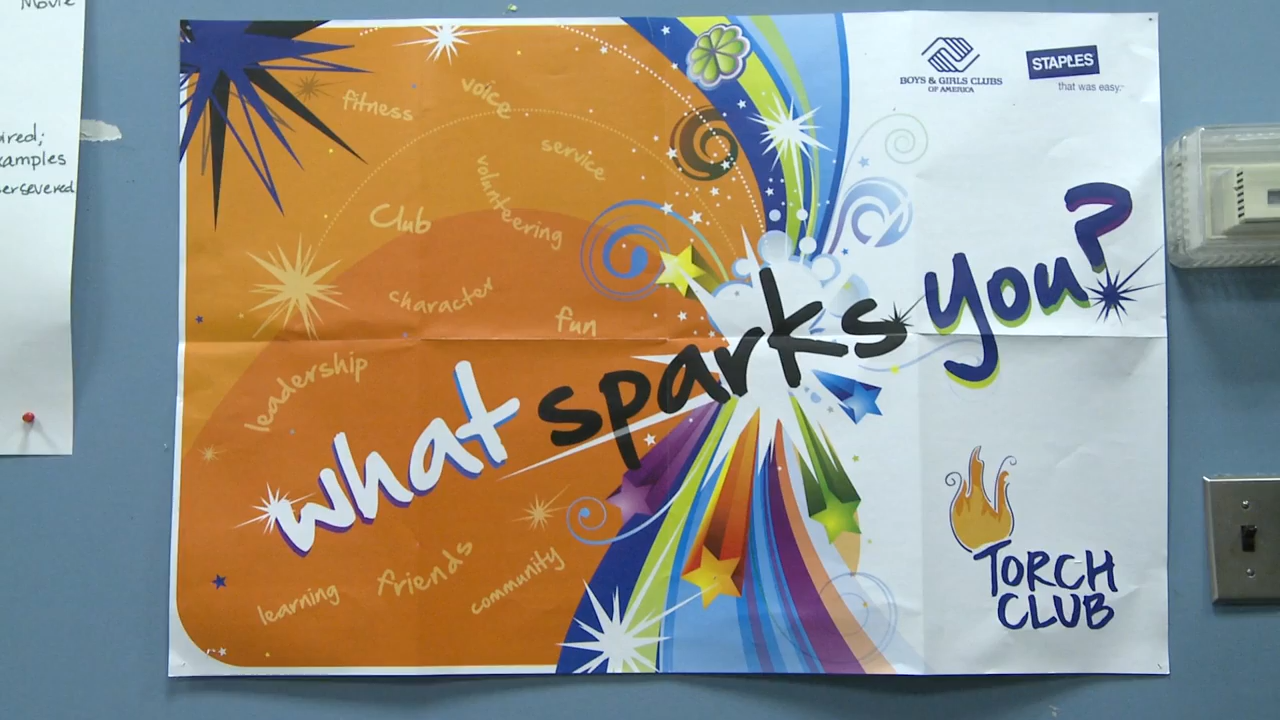 Movie
ired;
xamples
ersevered
BOYS & GIRLS CLUBS
OF AMERICA
STAPLES
that was easy.
fitness
voice
service
volunteering
Club
character
fun
leadership
what sparks you?
learning
friends
community
TORCH
CLUB